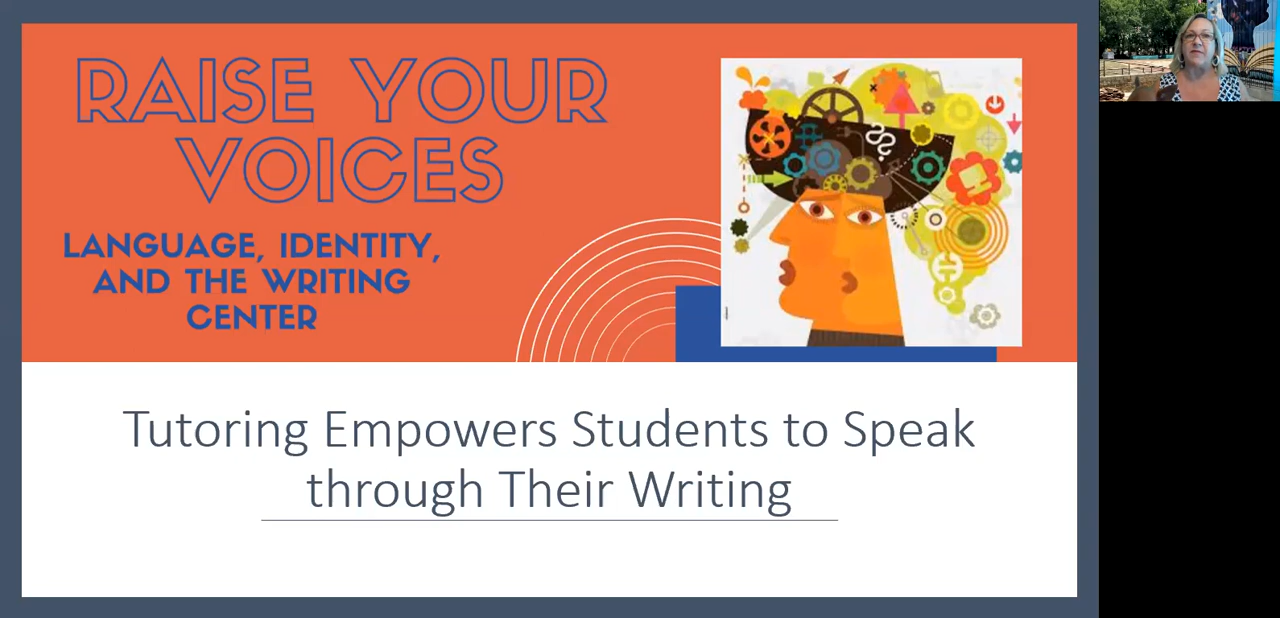 RAISE YOUR
VOICES
LANGUAGE, IDENTITY,
AND THE WRITING
CENTER
Tutoring Empowers Students to Speak
through Their Writing